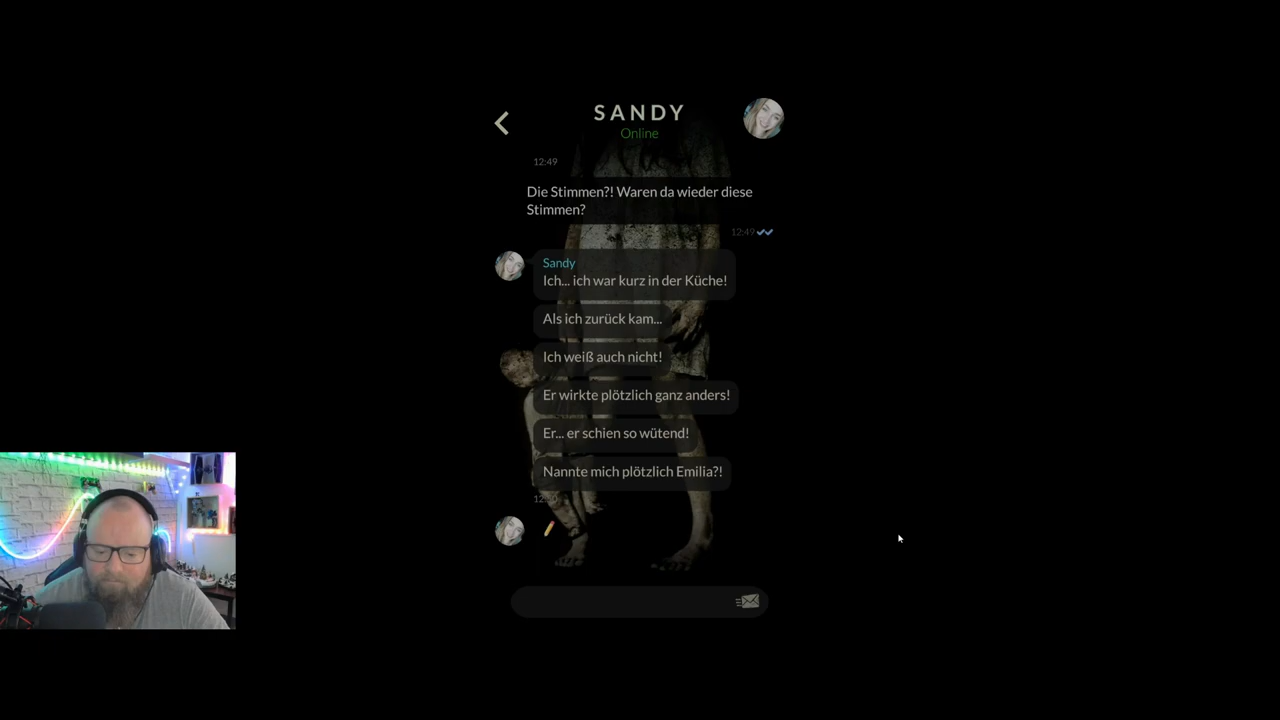 SANDY
Online
12:49
Die Stimmen?! Waren da wieder diese
Stimmen?
12:49
Sandy
Ich... ich war kurz in der Küche!
Als ich zurück kam...
Ich weiß auch nicht!
Er wirkte plötzlich ganz anders!
Er... er schien so wütend!
Nannte mich plötzlich Emilia?!